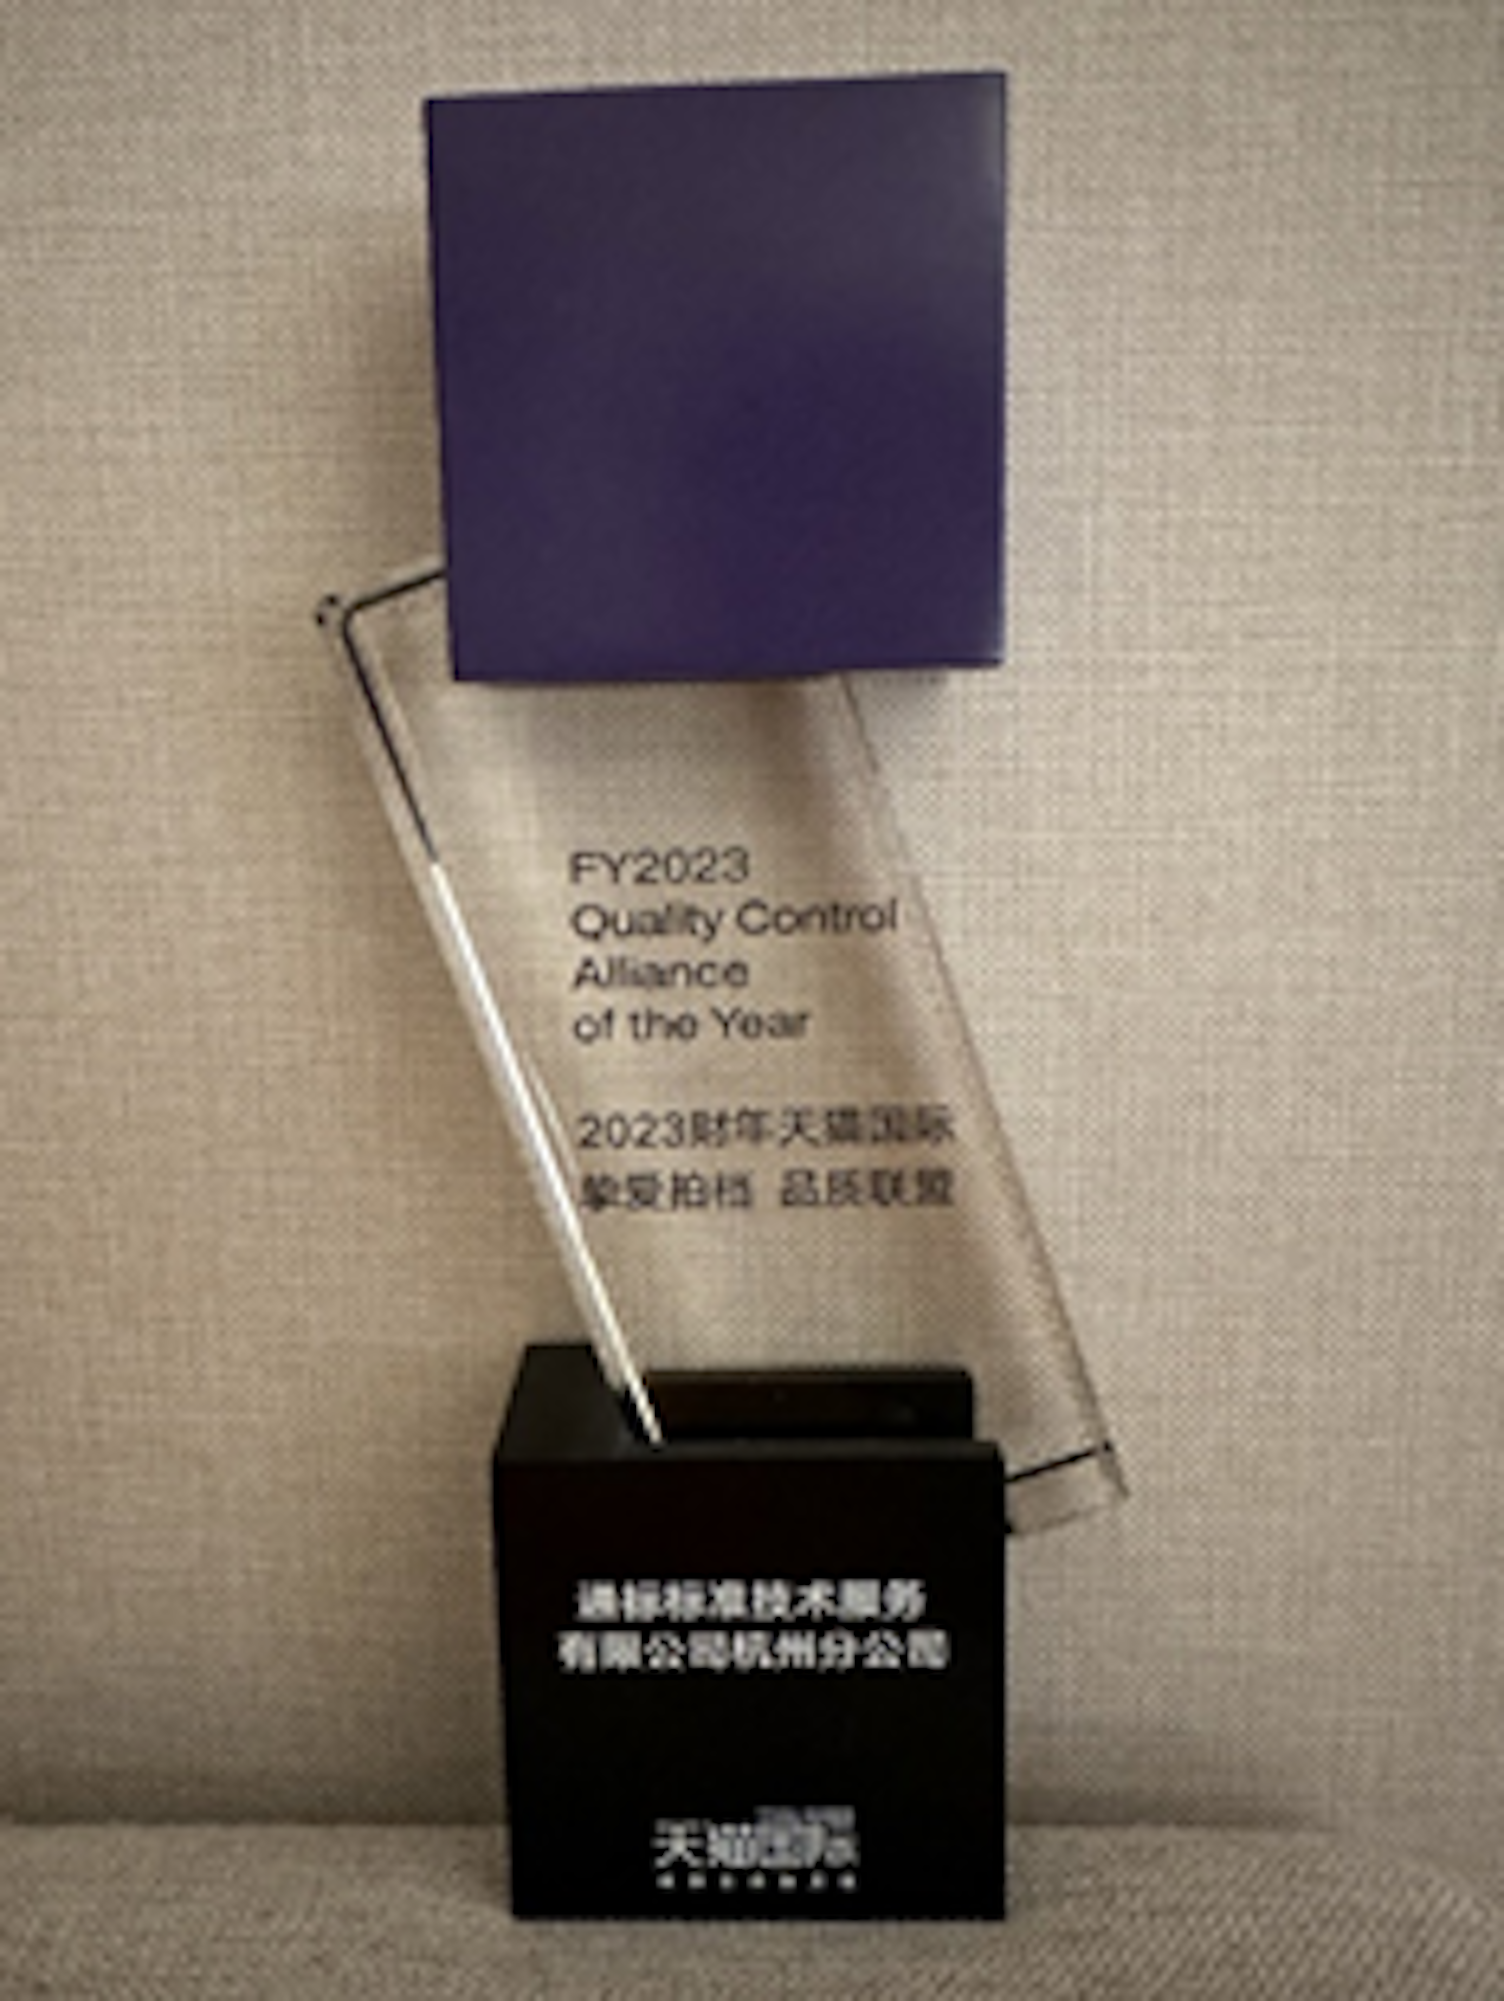 FY2023
Quality Control
Alliance
of the Year
2023财年天猫国际
挚爱拍档 品质联盟
通标标准技术服务
有限公司杭州分公司
天猫国际